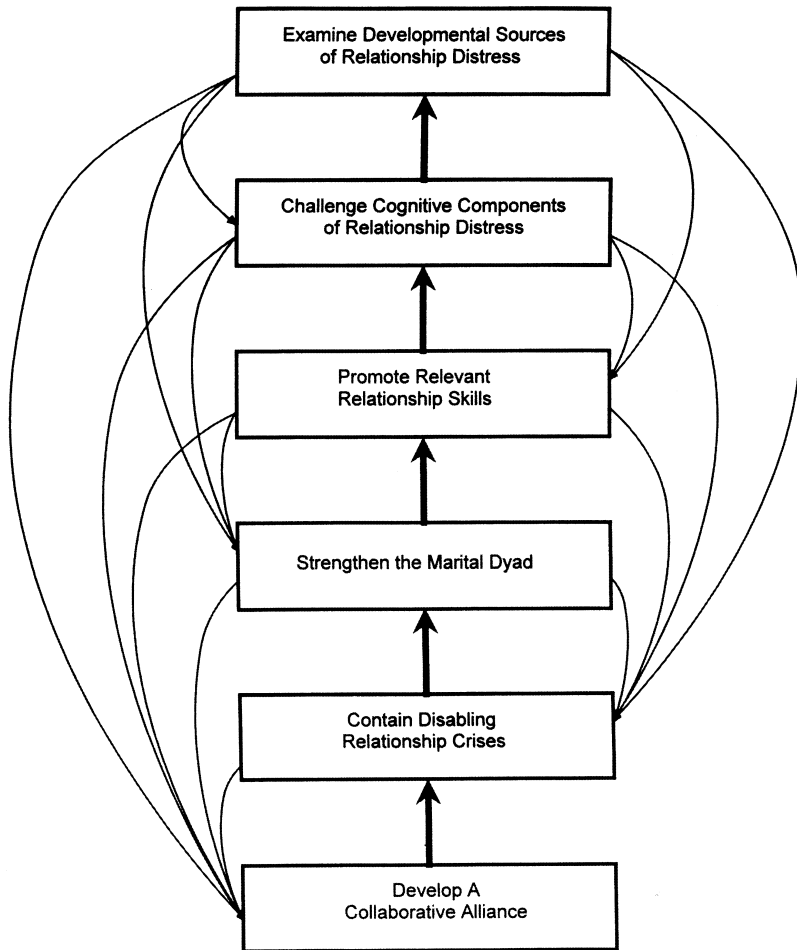 Examine Developmental Sources
of Relationship Distress
Challenge Cognitive Components
of Relationship Distress
Promote Relevant
Relationship Skills
Strengthen the Marital Dyad
Contain Disabling
Relationship Crises
Develop A
Collaborative Alliance